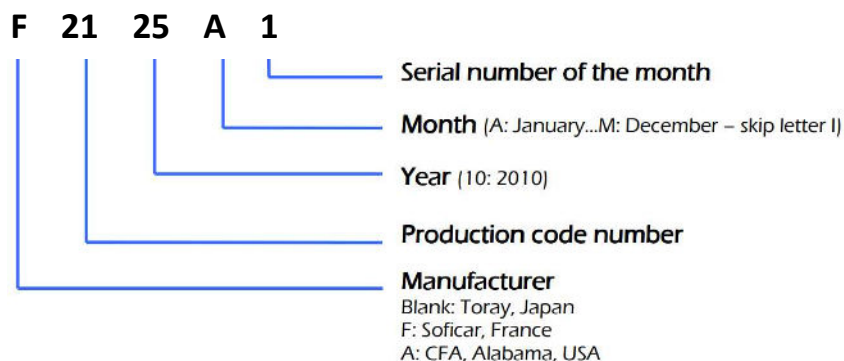 F 21 25 A 1
Serial number of the month
Month (A: January...M: December – skip letter I)
Year (10: 2010)
Production code number
Manufacturer
Blank: Toray, Japan
F: Soficar, France
A: CFA, Alabama, USA